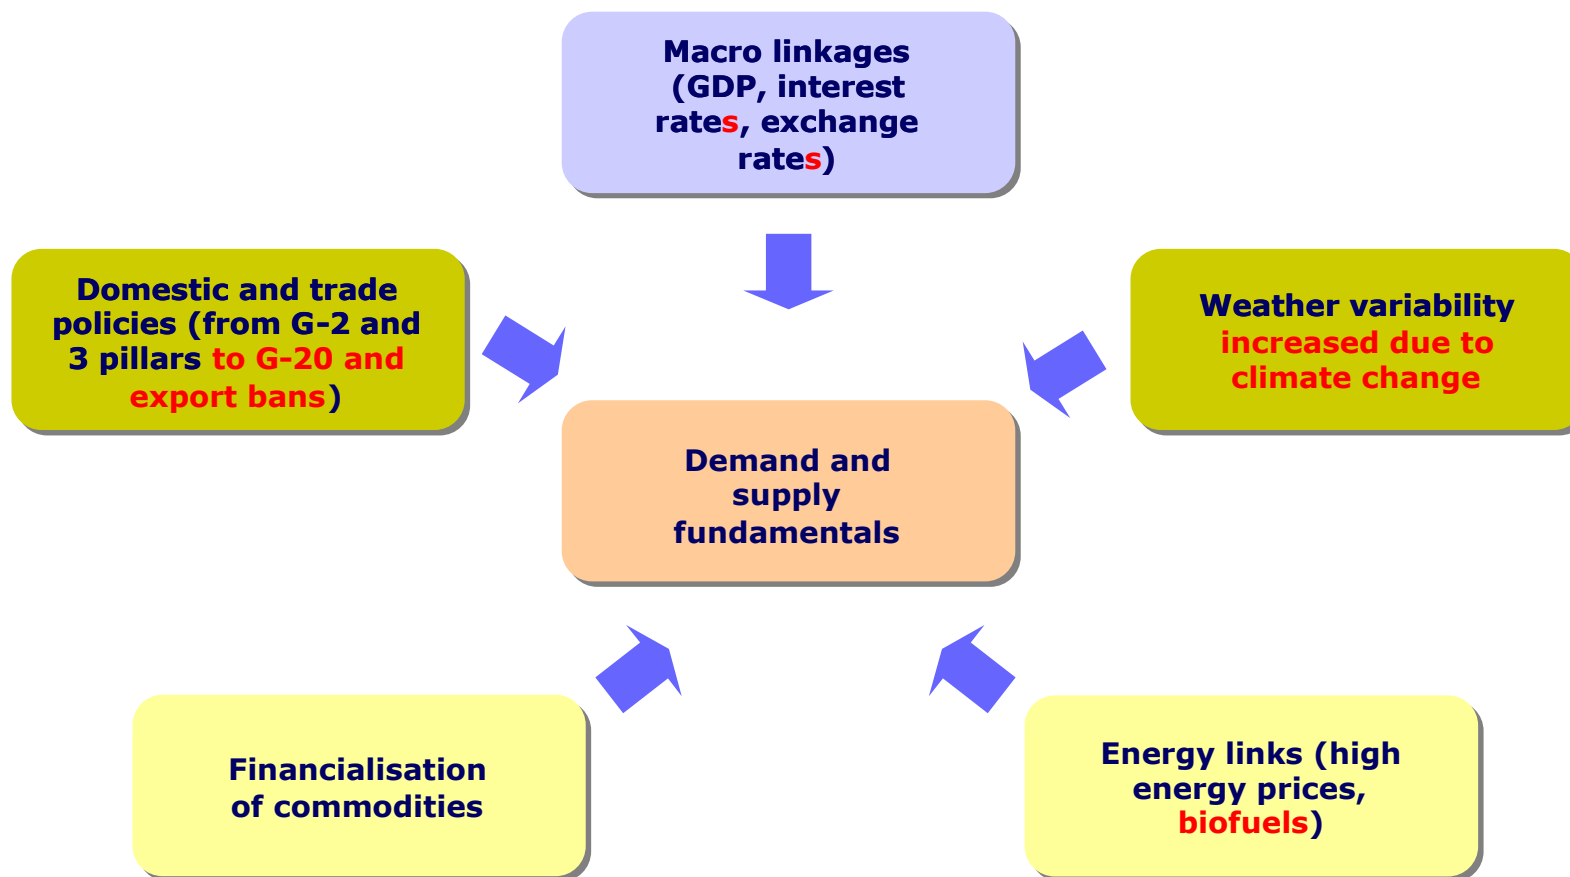 Macro linkages
(GDP, interest
rates, exchange
rates)
Domestic and trade
policies (from G-2 and
3 pillars to G-20 and
export bans)
Weather variability
increased due to
climate change
Demand and
supply
fundamentals
Financialisation
of commodities
Energy links (high
energy prices,
biofuels)